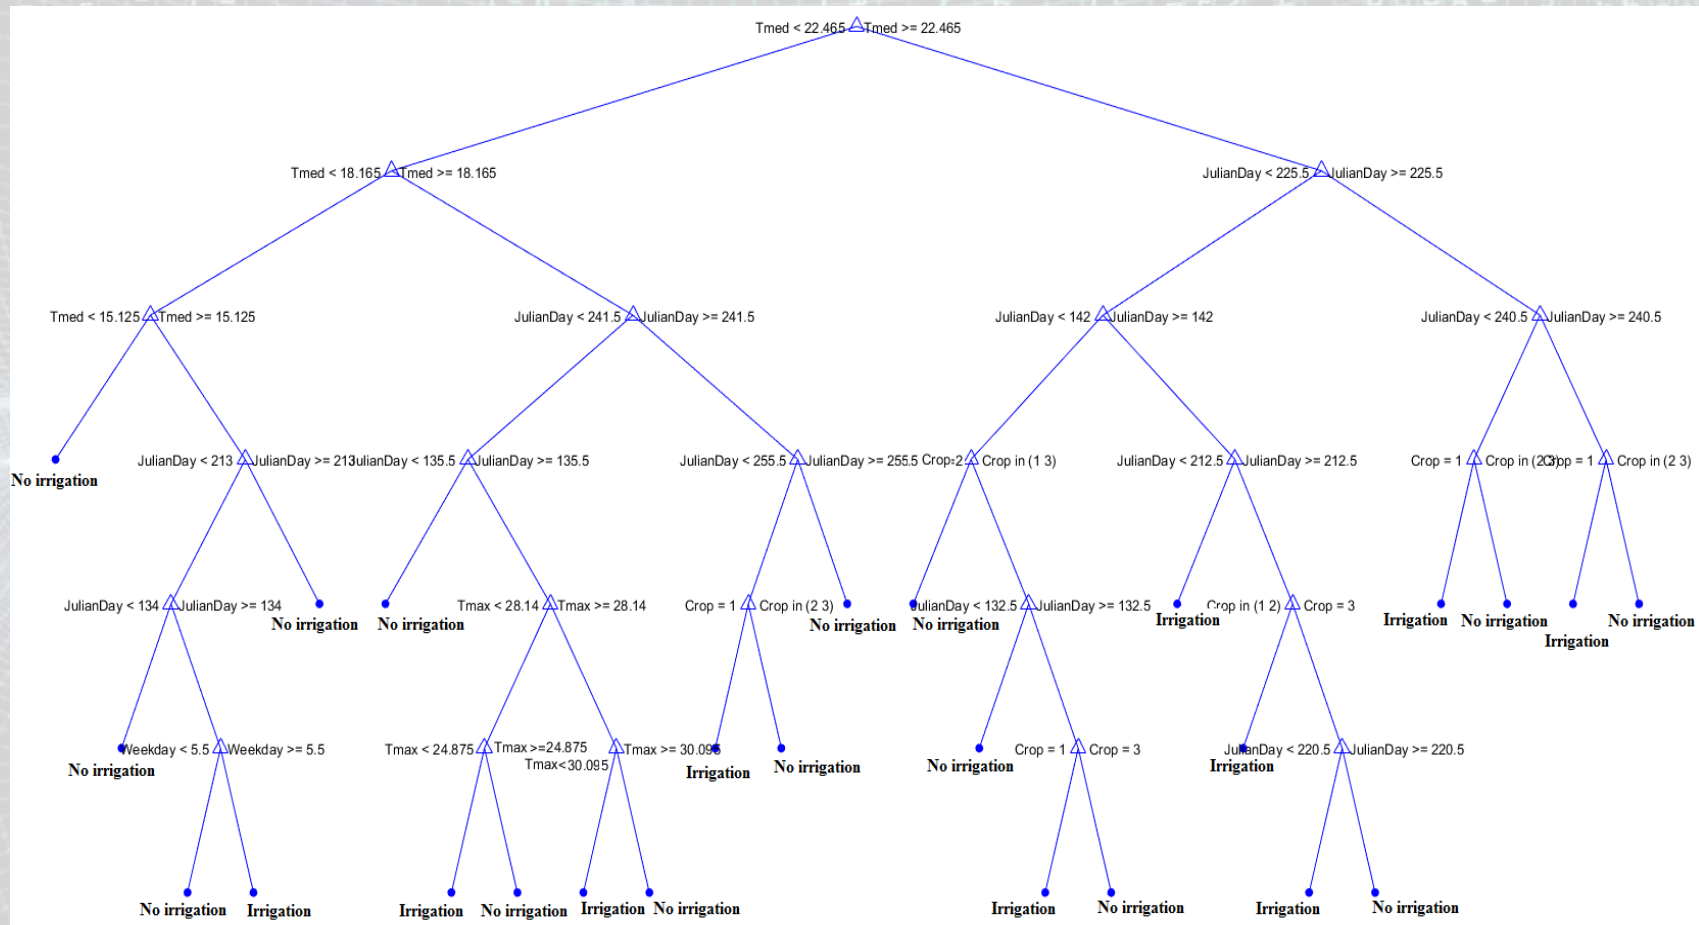 Tmed < 22.465 Tmed >= 22.465
Tmed < 18.165 Tmed >= 18.165
JulianDay < 225.5 JulianDay >= 225.5
Tmed < 15.125 Tmed >= 15.125
JulianDay < 241.5 JulianDay >= 241.5
JulianDay < 142 JulianDay >= 142
JulianDay < 240.5 JulianDay >= 240.5
No irrigation
JulianDay < 213 JulianDay >= 213
JulianDay < 135.5 JulianDay >= 135.5
JulianDay < 255.5 JulianDay >= 255.5
Crop=2 Crop in (1 3)
JulianDay < 212.5 JulianDay >= 212.5
Crop = 1 Crop in (2 3)
Crop = 1 Crop in (2 3)
JulianDay < 134 JulianDay >= 134
No irrigation
No irrigation
Tmax < 28.14 Tmax >= 28.14
Crop = 1 Crop in (2 3)
No irrigation
No irrigation
JulianDay < 132.5 JulianDay >= 132.5
Irrigation
Crop in (1 2) Crop = 3
Irrigation
No irrigation
Irrigation
No irrigation
No irrigation
Weekday < 5.5 Weekday >= 5.5
Tmax < 24.875 Tmax >=24.875
Tmax<30.095 Tmax >= 30.095
Irrigation
No irrigation
No irrigation
Crop = 1 Crop = 3
Irrigation
JulianDay < 220.5 JulianDay >= 220.5
No irrigation
Irrigation
Irrigation
No irrigation
Irrigation
No irrigation
Irrigation
No irrigation
Irrigation
No irrigation